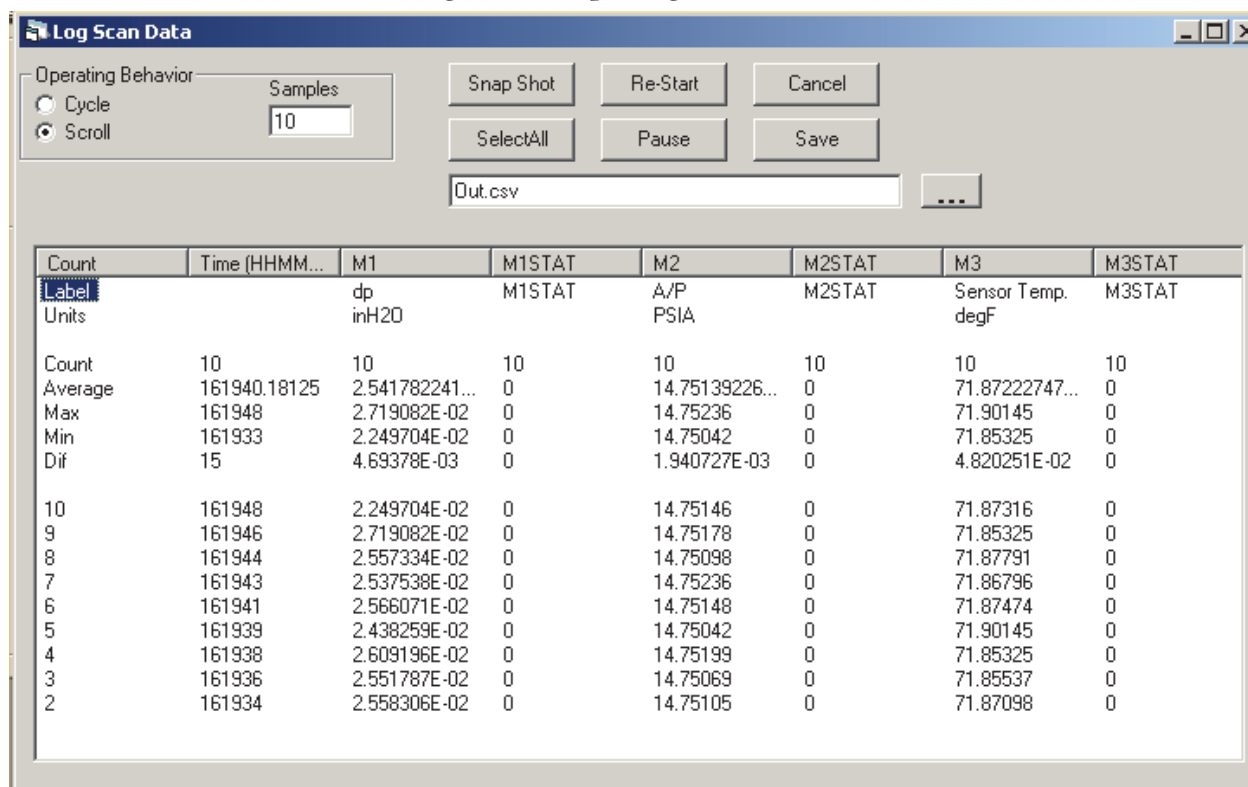 Log Scan Data
Operating Behavior
Cycle
Scroll
Samples
10
Snap Shot Re-Start Cancel
SelectAll Pause Save
Out.csv ...
Count Time (HHMM... M1 M1STAT M2 M2STAT M3 M3STAT
Label dp M1STAT A/P M2STAT Sensor Temp. M3STAT
Units inH2O PSIA degF
Count 10 10 10 10 10 10 10
Average 161940.18125 2.541782241... 0 14.75139226... 0 71.87222747... 0
Max 161948 2.719082E-02 0 14.75236 0 71.90145 0
Min 161933 2.249704E-02 0 14.75042 0 71.85325 0
Dif 15 4.69378E-03 0 1.940727E-03 0 4.820251E-02 0
10 161948 2.249704E-02 0 14.75146 0 71.87316 0
9 161946 2.719082E-02 0 14.75178 0 71.85325 0
8 161944 2.557334E-02 0 14.75098 0 71.87791 0
7 161943 2.537538E-02 0 14.75236 0 71.86796 0
6 161941 2.566071E-02 0 14.75148 0 71.87474 0
5 161939 2.438259E-02 0 14.75042 0 71.90145 0
4 161938 2.609196E-02 0 14.75199 0 71.85325 0
3 161936 2.551787E-02 0 14.75069 0 71.85537 0
2 161934 2.558306E-02 0 14.75105 0 71.87098 0